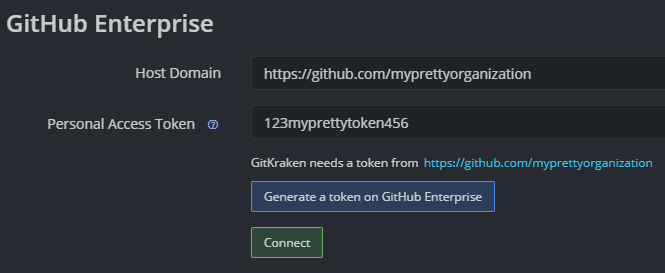 GitHub Enterprise
Host Domain https://github.com/myprettyorganization
Personal Access Token ? 123myprettytoken456
GitKraken needs a token from https://github.com/myprettyorganization
Generate a token on GitHub Enterprise
Connect